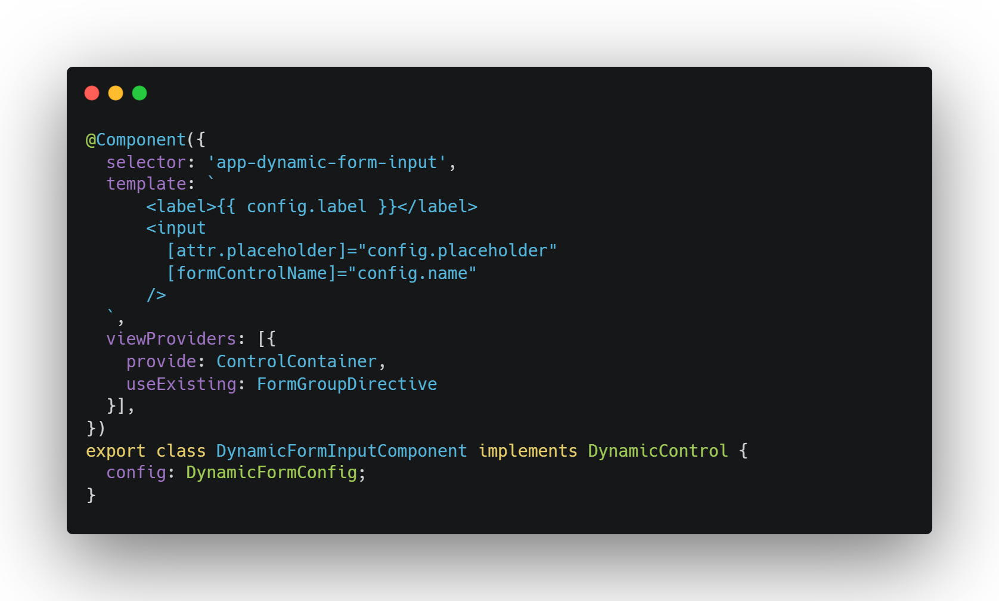 @Component({
  selector: 'app-dynamic-form-input',
  template: `
      <label>{{ config.label }}</label>
      <input
        [attr.placeholder]="config.placeholder"
        [formControlName]="config.name"
      />
  `,
  viewProviders: [{
    provide: ControlContainer,
    useExisting: FormGroupDirective
  }],
})
export class DynamicFormInputComponent implements DynamicControl {
  config: DynamicFormConfig;
}